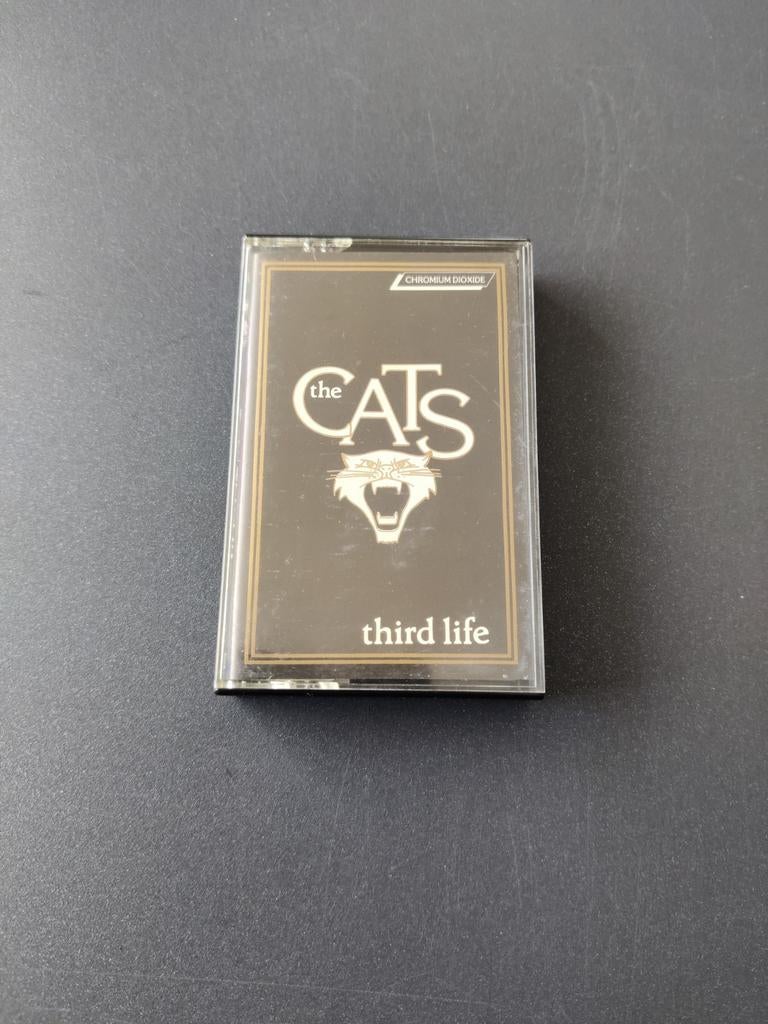 CHROMIUM DIOXIDE
the CATS
third life